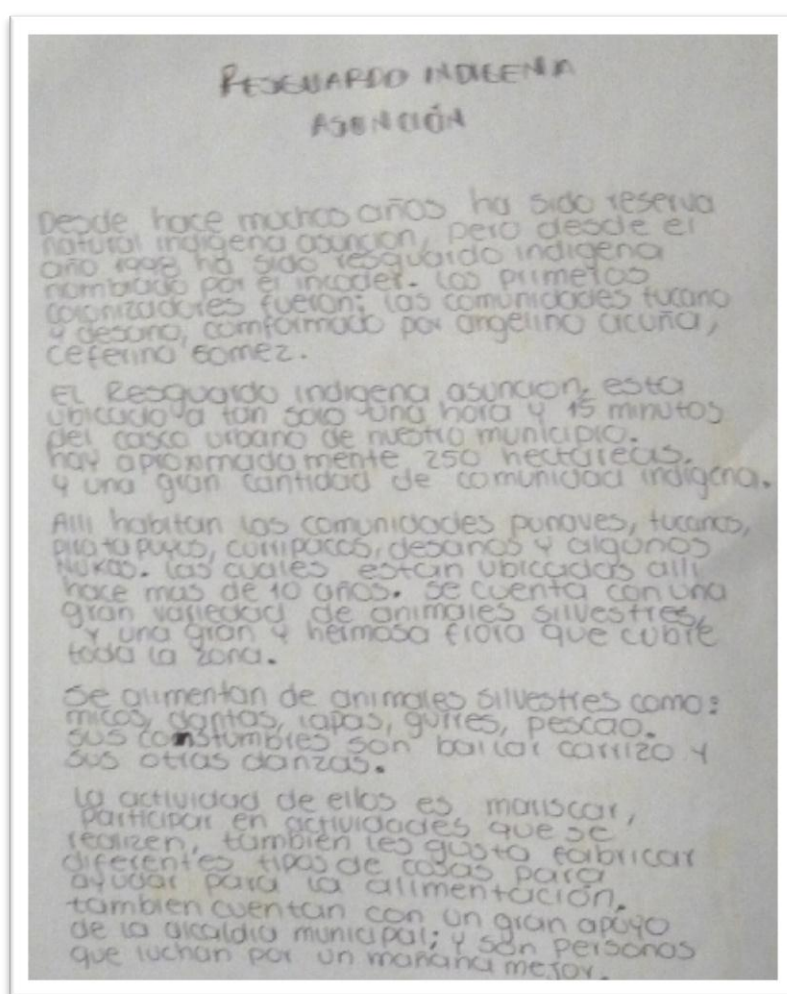 RESGUARDO INDIGENA
ASUNCIÓN
Desde hace muchos años ha sido reserva
natural indigena asuncion, pero desde el
año 1998 ha sido resguardo indigena
nombrado por el incoder. Los primeros
colonizadores fueron; las comunidades tucano
y desano, comformado por angelino acuña,
ceferino Gomez.
El Resguardo indigena asuncion, esta
ubicado a tan solo una hora y 15 minutos
del casco urbano de nuestro municipio.
hay aproximadamente 250 hectareas.
y una gran cantidad de comunidad indigena.
Alli habitan las comunidades punaves, tucanos,
piratapuyos, curripacos, desanos y algunos
Nukas. Las cuales estan ubicadas alli
hace mas de 10 años. se cuenta con una
gran variedad de animales silvestres,
y una gran y hermosa flora que cubre
toda la zona.
Se alimentan de animales silvestres como:
micos, dantas, lapas, gurres, pescao.
sus constumbres son bailar carrizo y
sus otras danzas.
La actividad de ellos es mariscar,
participar en actividades que se
realizen, también les gusta fabricar
diferentes tipos de cosas para
ayudar para la alimentación.
tambien cuentan con un gran apoyo
de la alcaldia municipal; y son personas
que luchan por un mañana mejor.